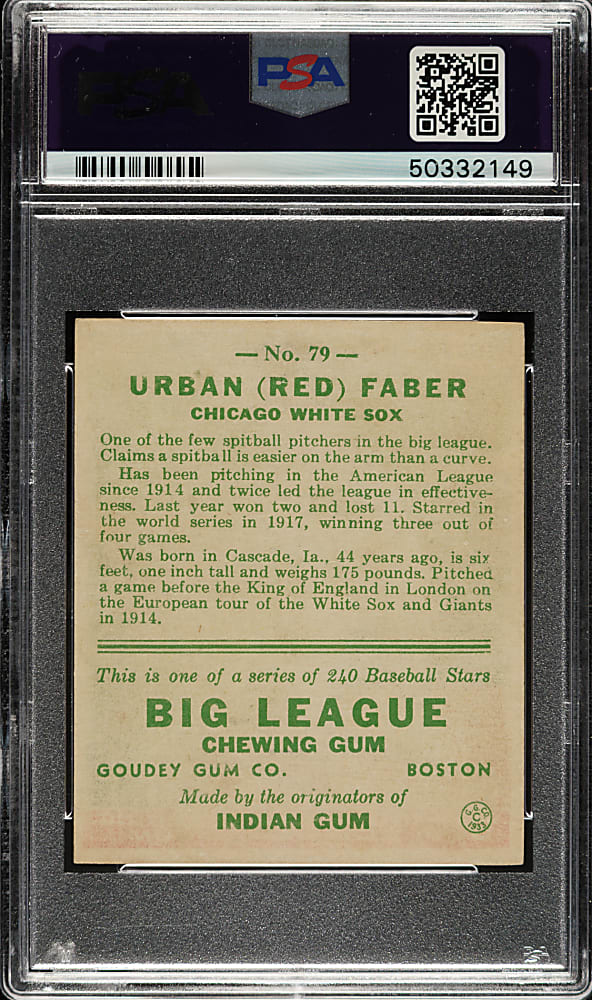 PSA
PSA
50332149
— No. 79 —
URBAN (RED) FABER
CHICAGO WHITE SOX
One of the few spitball pitchers in the big league.
Claims a spitball is easier on the arm than a curve.
Has been pitching in the American League
since 1914 and twice led the league in effective-
ness. Last year won two and lost 11. Starred in
the world series in 1917, winning three out of
four games.
Was born in Cascade, Ia., 44 years ago, is six
feet, one inch tall and weighs 175 pounds. Pitched
a game before the King of England in London on
the European tour of the White Sox and Giants
in 1914.
This is one of a series of 240 Baseball Stars
BIG LEAGUE
CHEWING GUM
GOUDEY GUM CO. BOSTON
Made by the originators of
INDIAN GUM
G. G. CO.
C
1933